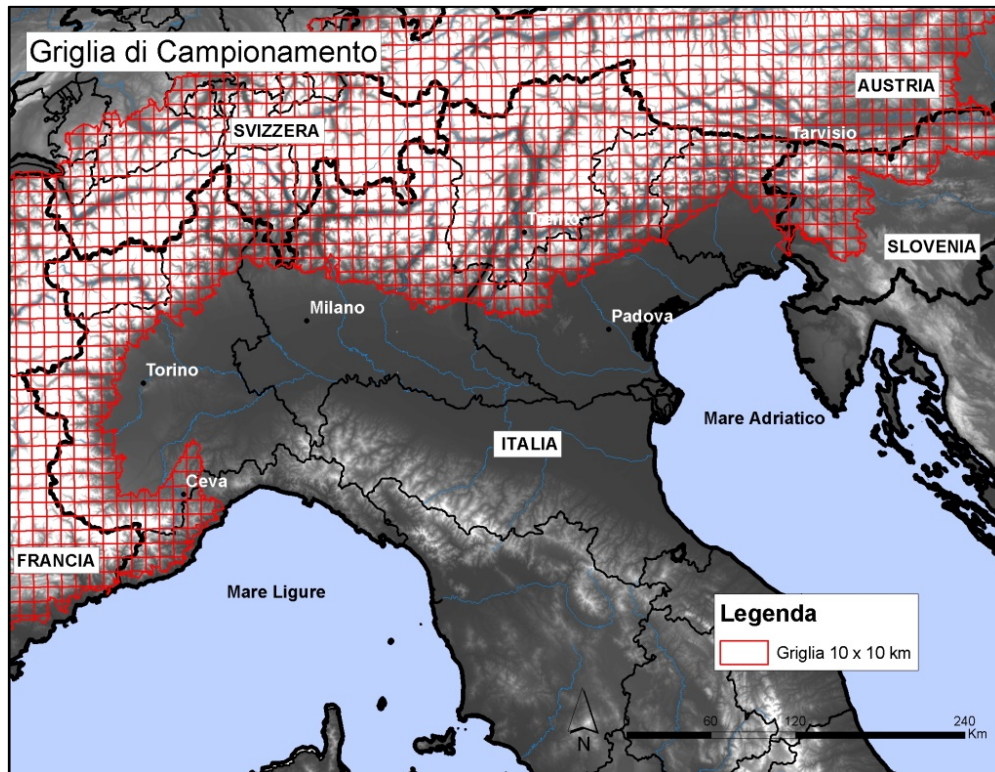 Griglia di Campionamento
AUSTRIA
SVIZZERA
Tarvisio
Trento
SLOVENIA
Milano
Padova
Torino
Mare Adriatico
ITALIA
Ceva
FRANCIA
Mare Ligure
Legenda
Griglia 10 x 10 km
N
60
120
240
Km